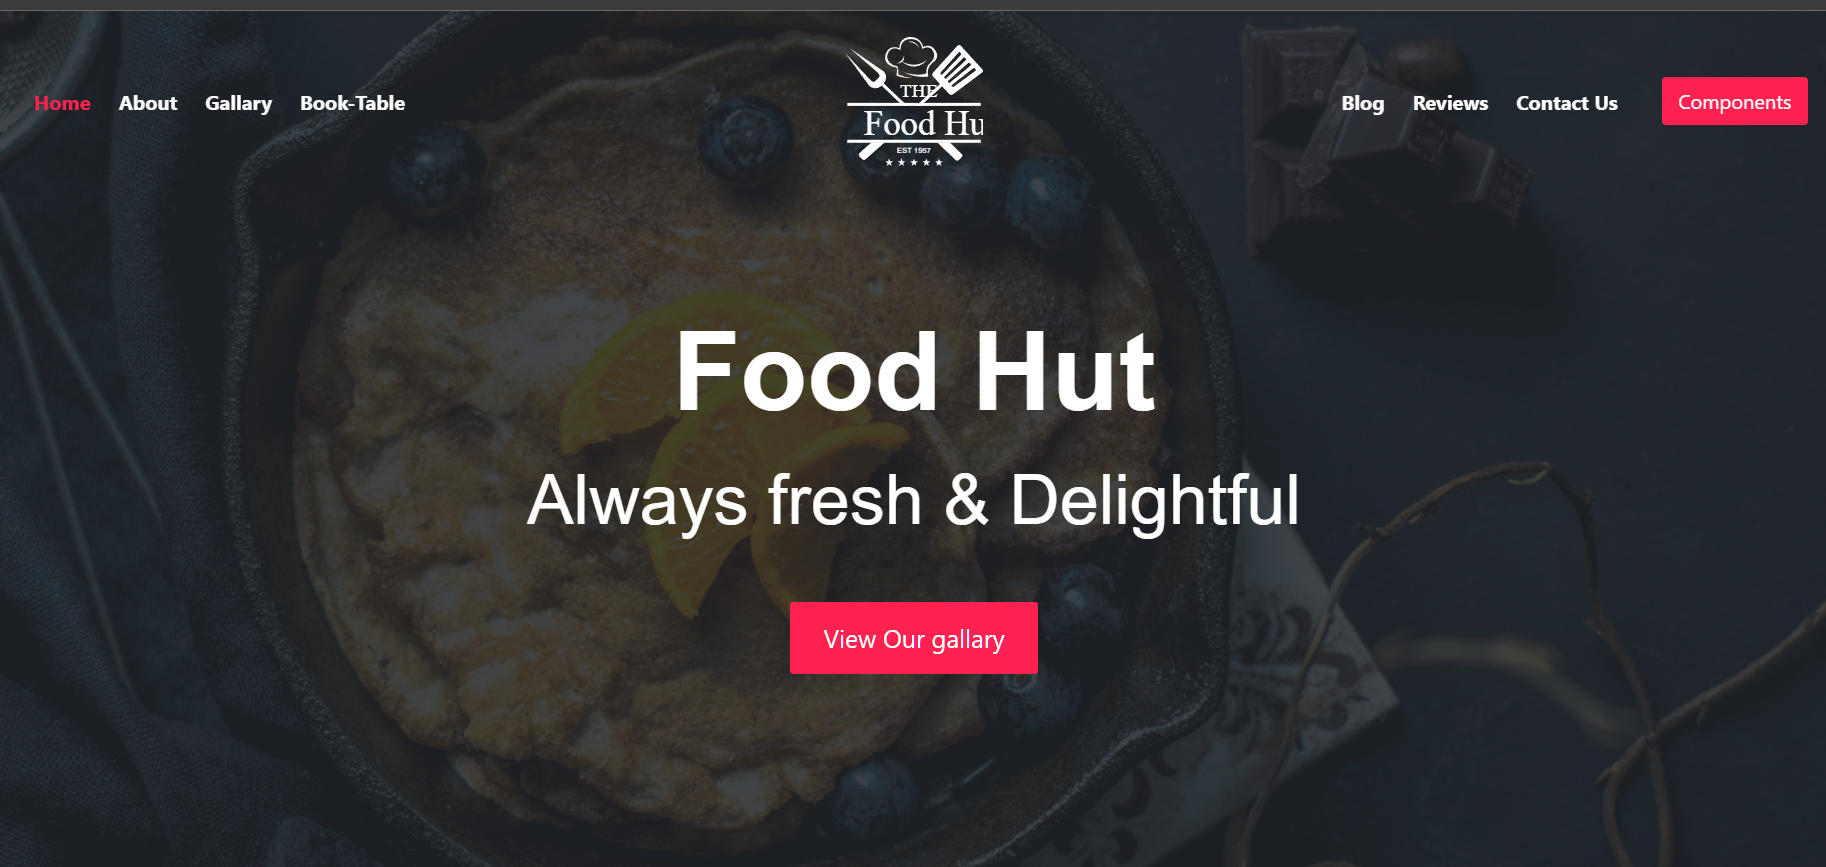 Home About Gallary Book-Table
THE
Food Hu
EST 1957
Blog Reviews Contact Us Components
Food Hut
Always fresh & Delightful
View Our gallary